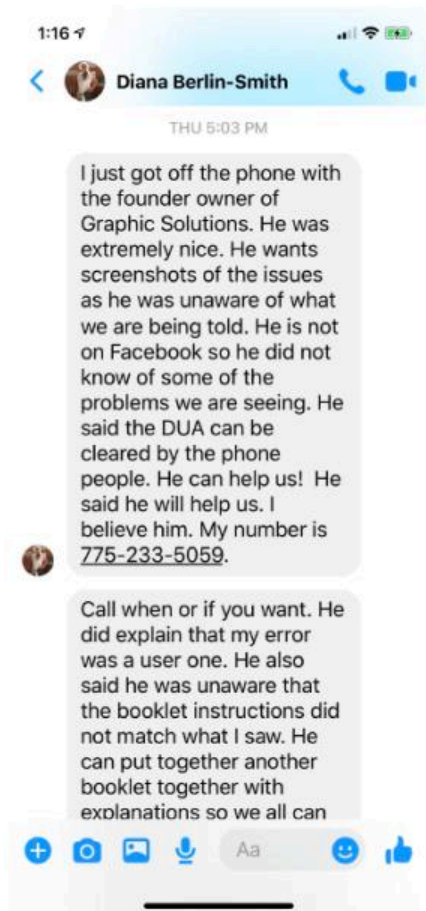 1:16
Diana Berlin-Smith
THU 5:03 PM
I just got off the phone with
the founder owner of
Graphic Solutions. He was
extremely nice. He wants
screenshots of the issues
as he was unaware of what
we are being told. He is not
on Facebook so he did not
know of some of the
problems we are seeing. He
said the DUA can be
cleared by the phone
people. He can help us!  He
said he will help us. I
believe him. My number is
775-233-5059.
Call when or if you want. He
did explain that my error
was a user one. He also
said he was unaware that
the booklet instructions did
not match what I saw. He
can put together another
booklet together with
explanations so we all can
Aa